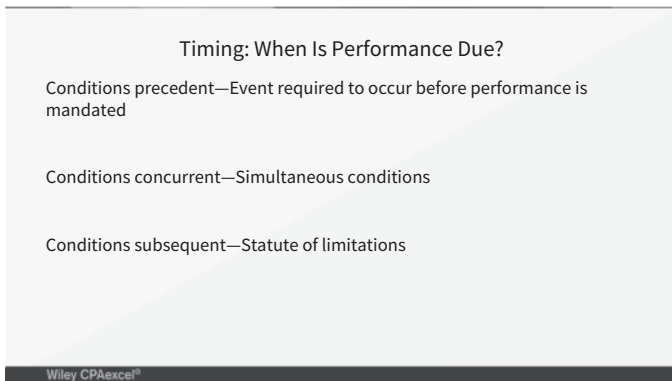 Timing: When Is Performance Due?
Conditions precedent—Event required to occur before performance is
mandated
Conditions concurrent—Simultaneous conditions
Conditions subsequent—Statute of limitations
Wiley CPAexcel®